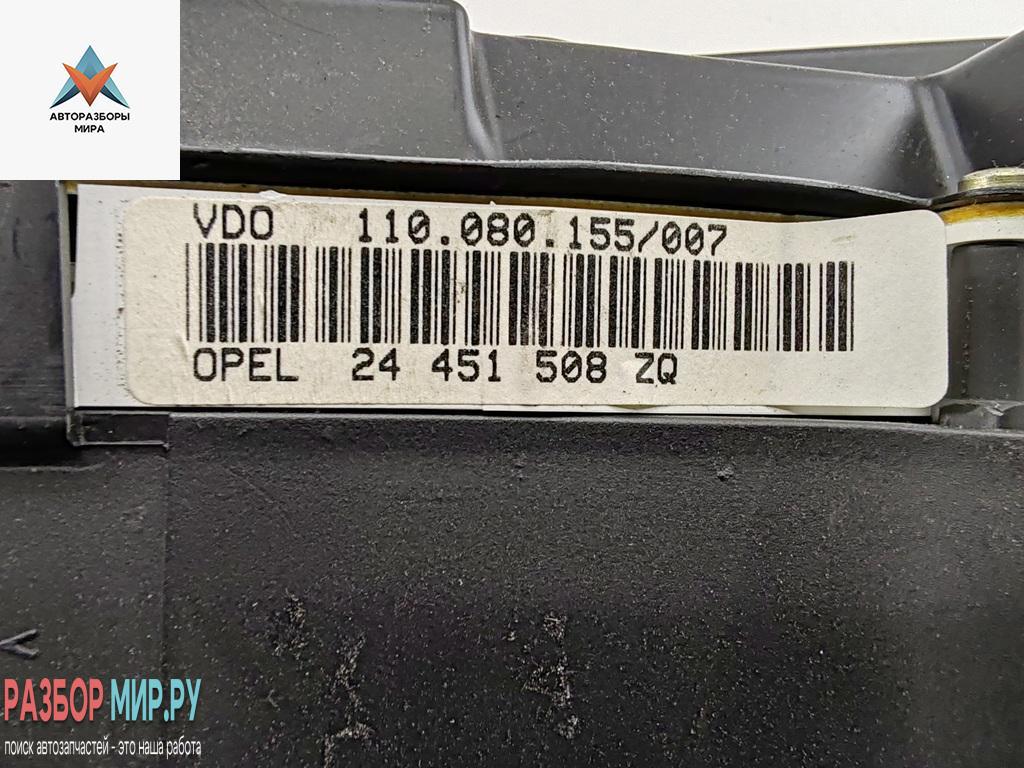 АВТОРАЗБОРЫ
МИРА
VDO 110.080.155/007
OPEL 24 451 508 ZQ
РАЗБОР МИР.РУ
поиск автозапчастей - это наша работа